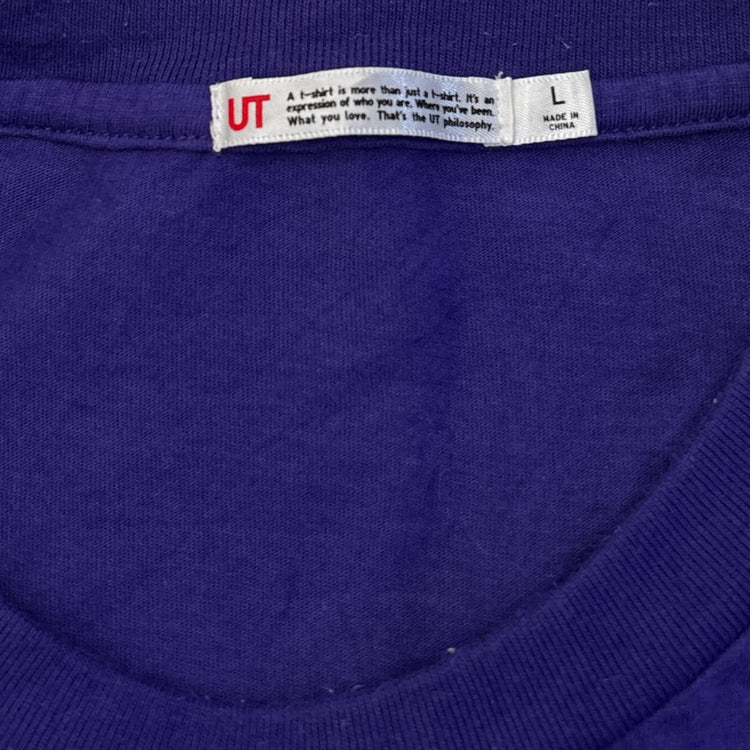 UT
A t-shirt is more than just a t-shirt. It's an
expression of who you are. Where you've been.
What you love. That's the UT philosophy.
L
MADE IN
CHINA